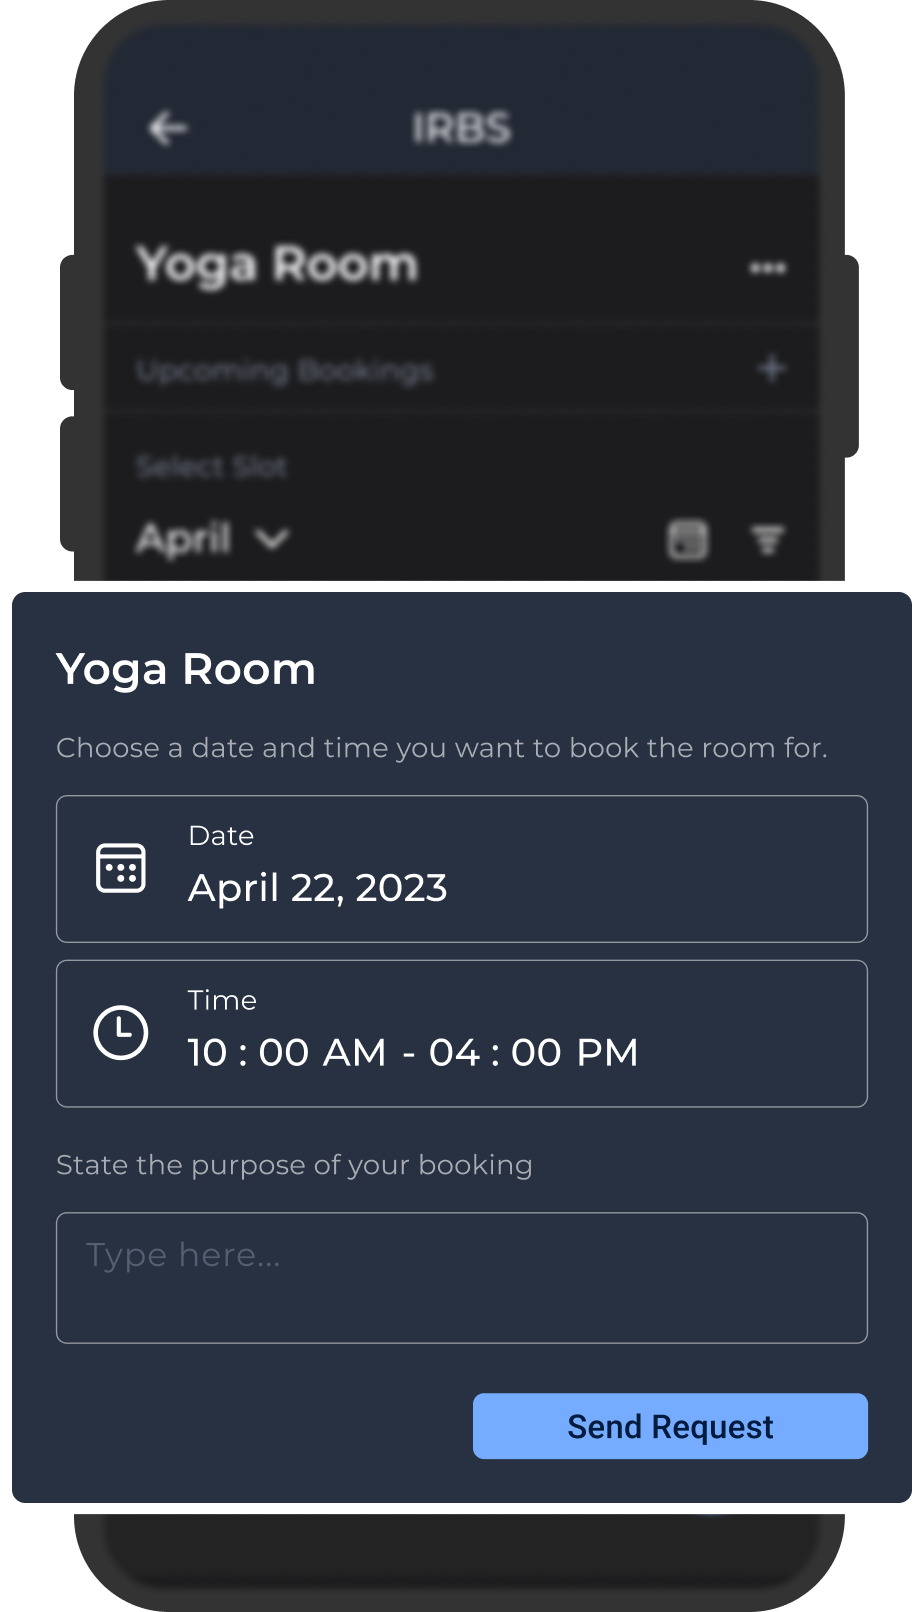 IRBS
Yoga Room
Upcoming Bookings
Select Slot
April
Yoga Room
Choose a date and time you want to book the room for.
Date
April 22, 2023
Time
10 : 00 AM - 04 : 00 PM
State the purpose of your booking
Type here...
Send Request